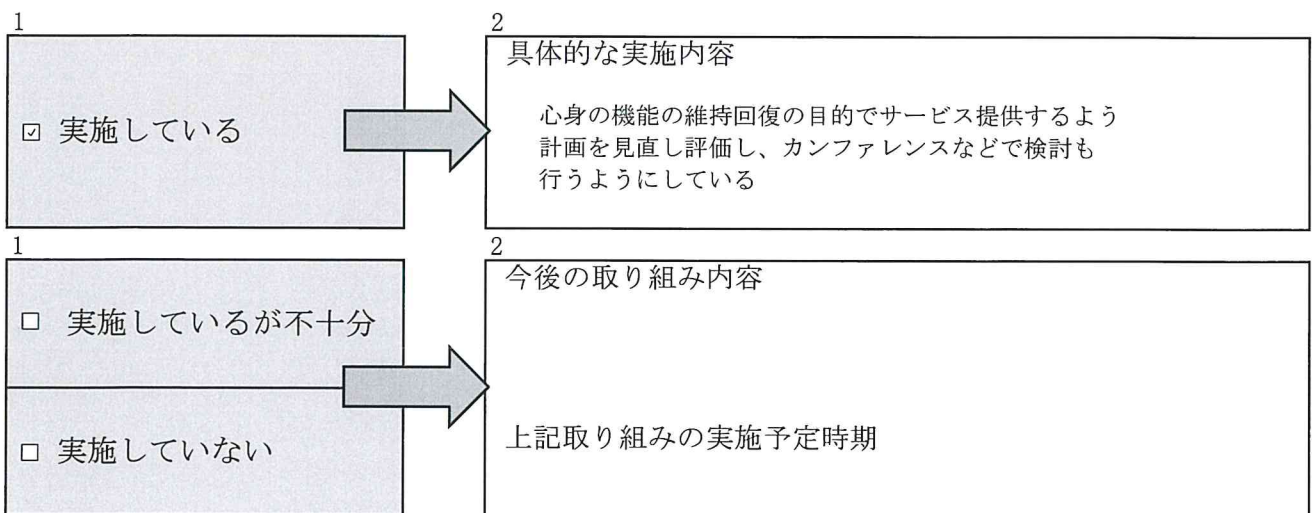 1
☑ 実施している
2
具体的な実施内容
心身の機能の維持回復の目的でサービス提供するよう
計画を見直し評価し、カンファレンスなどで検討も
行うようにしている
1
□ 実施しているが不十分
□ 実施していない
2
今後の取り組み内容
上記取り組みの実施予定時期